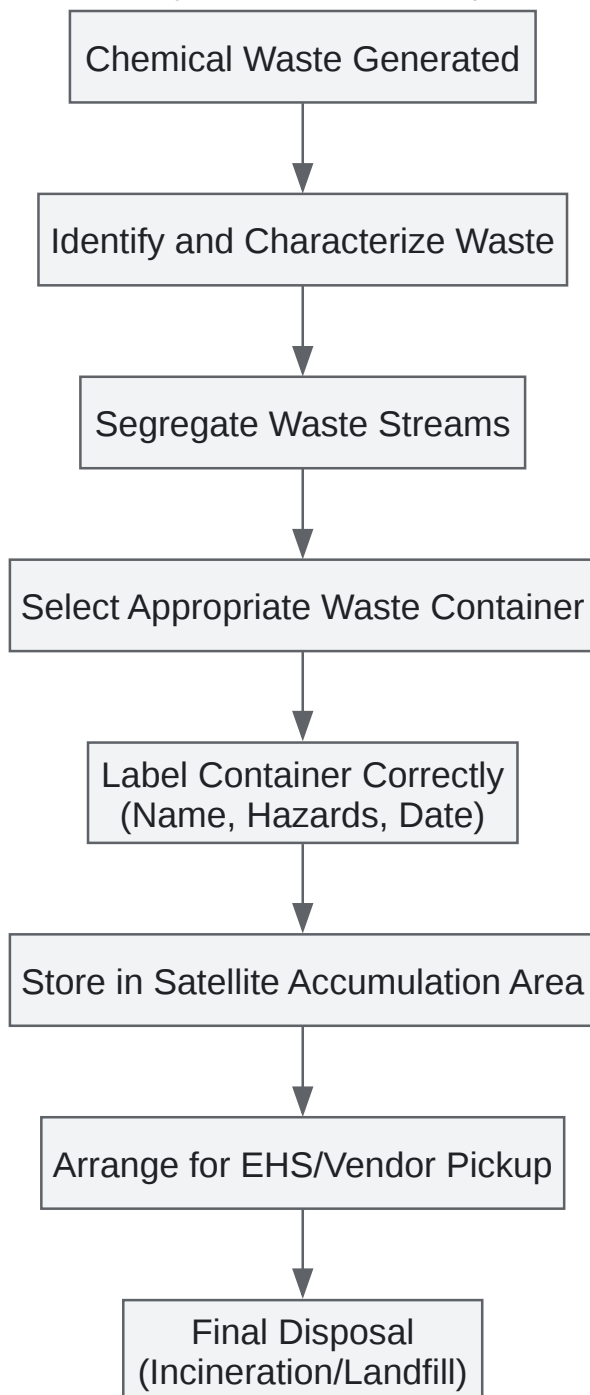 Chemical Waste Generated
Identify and Characterize Waste
Segregate Waste Streams
Select Appropriate Waste Container
Label Container Correctly
(Name, Hazards, Date)
Store in Satellite Accumulation Area
Arrange for EHS/Vendor Pickup
Final Disposal
(Incineration/Landfill)